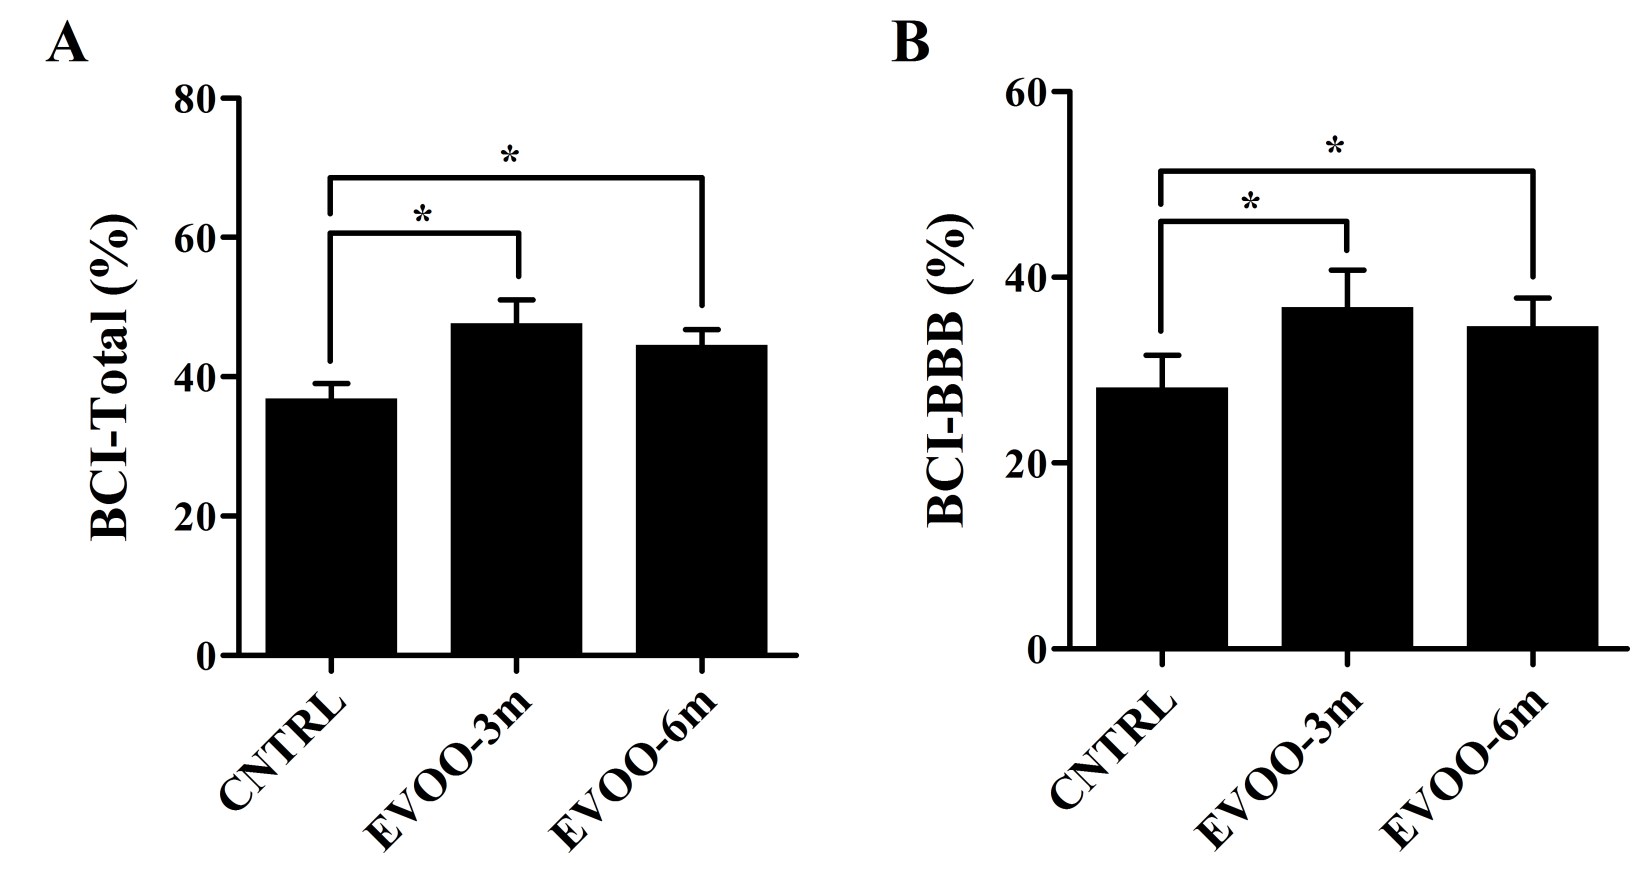 A
BCI-Total (%)
80
60
40
20
0
*
*
CNTRL
EVOO-3m
EVOO-6m
B
BCI-BBB (%)
60
40
20
0
*
*
CNTRL
EVOO-3m
EVOO-6m